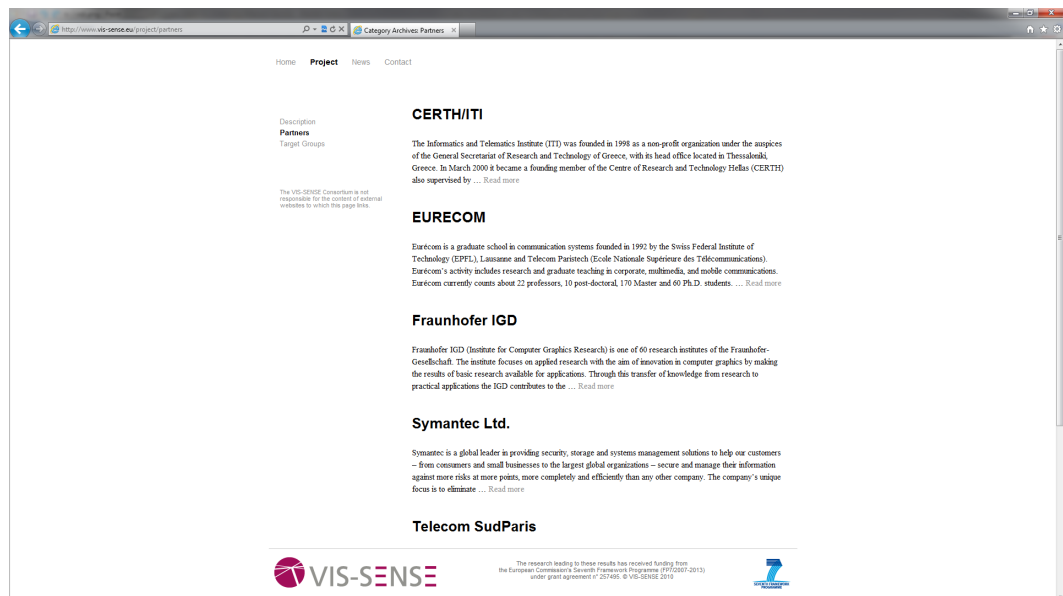 http://www.vis-sense.eu/project/partners
Category Archives: Partners
Home Project News Contact
Description
Partners
Target Groups
The VIS-SENSE Consortium is not
responsible for the content of external
websites to which this page links.
CERTH/ITI
The Informatics and Telematics Institute (ITI) was founded in 1998 as a non-profit organization under the auspices
of the General Secretariat of Research and Technology of Greece, with its head office located in Thessaloniki,
Greece. In March 2000 it became a founding member of the Centre of Research and Technology Hellas (CERTH)
also supervised by … Read more
EURECOM
Eurécom is a graduate school in communication systems founded in 1992 by the Swiss Federal Institute of
Technology (EPFL), Lausanne and Telecom Paristech (Ecole Nationale Supérieure des Télécommunications).
Eurécom's activity includes research and graduate teaching in corporate, multimedia, and mobile communications.
Eurécom currently counts about 22 professors, 10 post-doctoral, 170 Master and 60 Ph.D. students. … Read more
Fraunhofer IGD
Fraunhofer IGD (Institute for Computer Graphics Research) is one of 60 research institutes of the Fraunhofer-
Gesellschaft. The institute focuses on applied research with the aim of innovation in computer graphics by making
the results of basic research available for applications. Through this transfer of knowledge from research to
practical applications the IGD contributes to the … Read more
Symantec Ltd.
Symantec is a global leader in providing security, storage and systems management solutions to help our customers
– from consumers and small businesses to the largest global organizations – secure and manage their information
against more risks at more points, more completely and efficiently than any other company. The company's unique
focus is to eliminate … Read more
Telecom SudParis
VIS-SENSE
The research leading to these results has received funding from
the European Commission's Seventh Framework Programme (FP7/2007-2013)
under grant agreement n° 257495. © VIS-SENSE 2010
SEVENTH FRAMEWORK
PROGRAMME